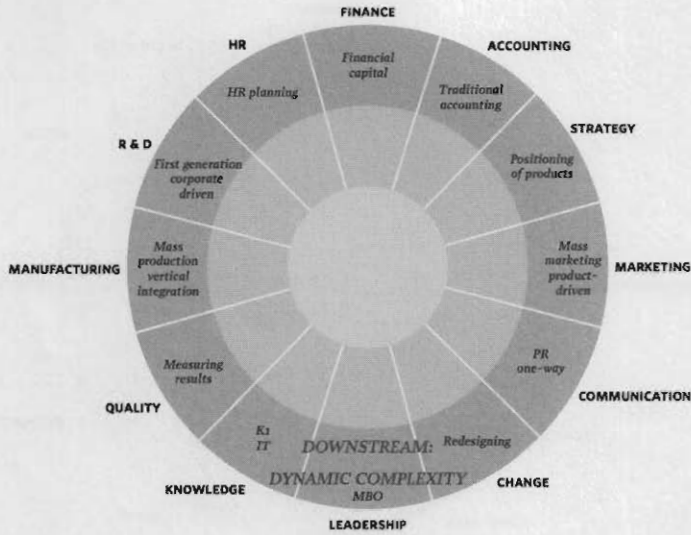 FINANCE
HR
ACCOUNTING
Financial
capital
HR planning
Traditional
accounting
STRATEGY
R & D
First generation
corporate
driven
Positioning
of products
MANUFACTURING
Mass
production
vertical
integration
Mass
marketing
product-
driven
MARKETING
PR
one-way
Measuring
results
COMMUNICATION
QUALITY
K1
IT
DOWNSTREAM:
Redesigning
DYNAMIC COMPLEXITY
KNOWLEDGE
CHANGE
MBO
LEADERSHIP